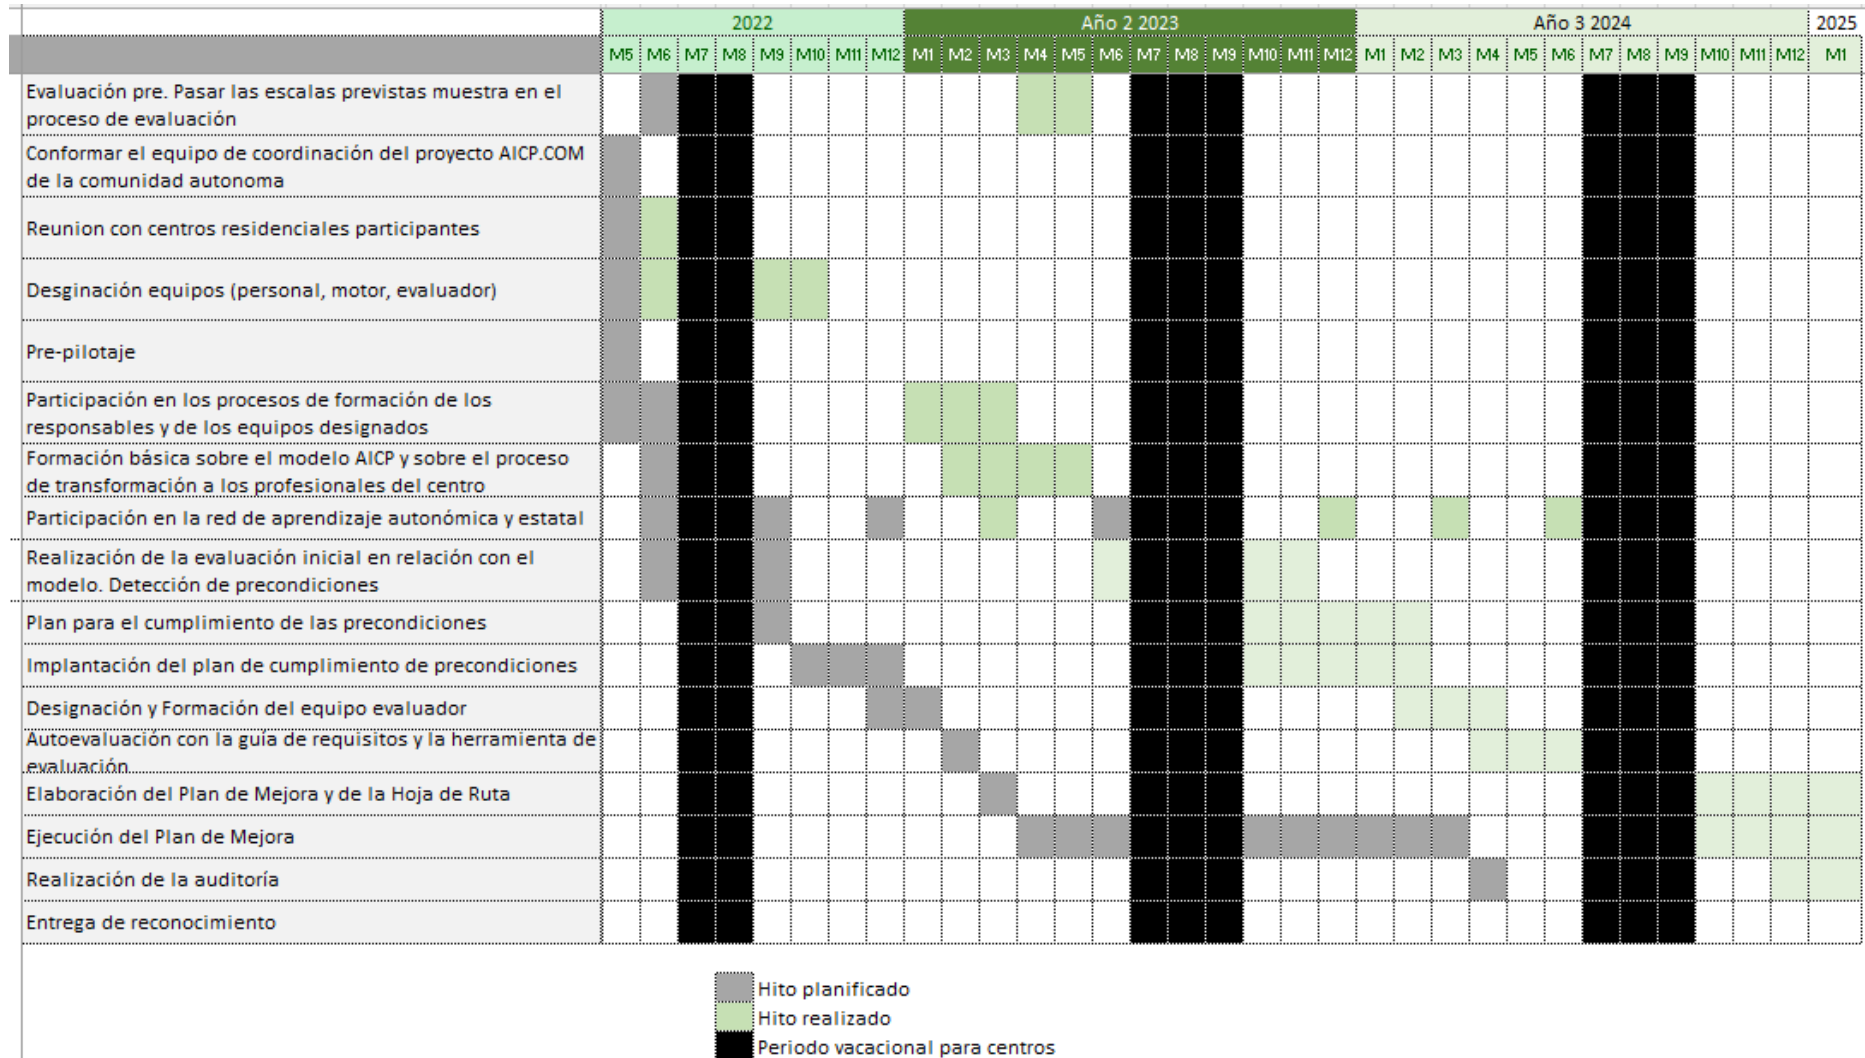 2022 Año 2 2023 Año 3 2024 2025
M5 M6 M7 M8 M9 M10 M11 M12 M1 M2 M3 M4 M5 M6 M7 M8 M9 M10 M11 M12 M1 M2 M3 M4 M5 M6 M7 M8 M9 M10 M11 M12 M1
Evaluación pre. Pasar las escalas previstas muestra en el
proceso de evaluación
Conformar el equipo de coordinación del proyecto AICP.COM
de la comunidad autonoma
Reunion con centros residenciales participantes
Desginación equipos (personal, motor, evaluador)
Pre-pilotaje
Participación en los procesos de formación de los
responsables y de los equipos designados
Formación básica sobre el modelo AICP y sobre el proceso
de transformación a los profesionales del centro
Participación en la red de aprendizaje autonómica y estatal
Realización de la evaluación inicial en relación con el
modelo. Detección de precondiciones
Plan para el cumplimiento de las precondiciones
Implantación del plan de cumplimiento de precondiciones
Designación y Formación del equipo evaluador
Autoevaluación con la guía de requisitos y la herramienta de
evaluación
Elaboración del Plan de Mejora y de la Hoja de Ruta
Ejecución del Plan de Mejora
Realización de la auditoría
Entrega de reconocimiento
Hito planificado
Hito realizado
Periodo vacacional para centros